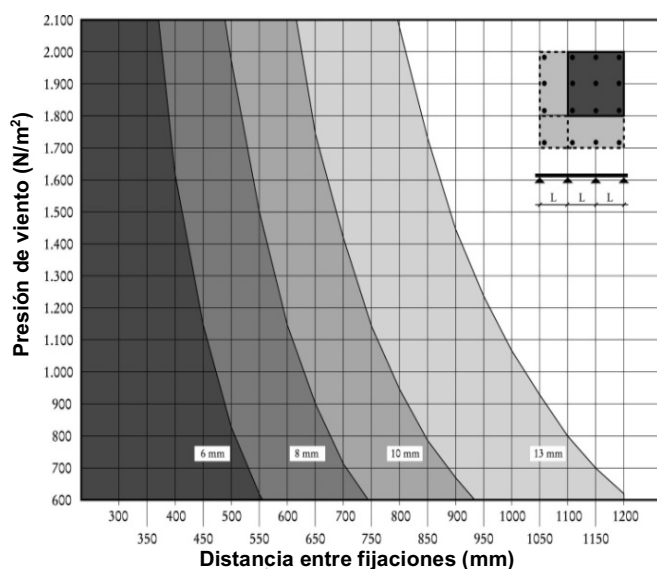 2.100
2.000
1.900
1.800
1.700
1.600
1.500
1.400
1.300
1.200
1.100
1.000
0.900
800
700
600
Presión de viento (N/m²)
L L L
6 mm 8 mm 10 mm 13 mm
300 400 500 600 700 800 900 1000 1100 1200
350 450 550 650 750 850 950 1050 1150 1250
Distancia entre fijaciones (mm)